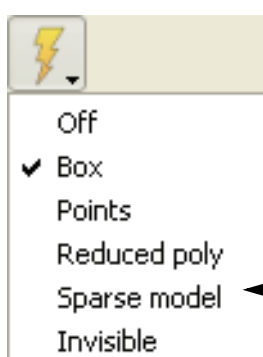 Off
Box
Points
Reduced poly
Sparse model
Invisible